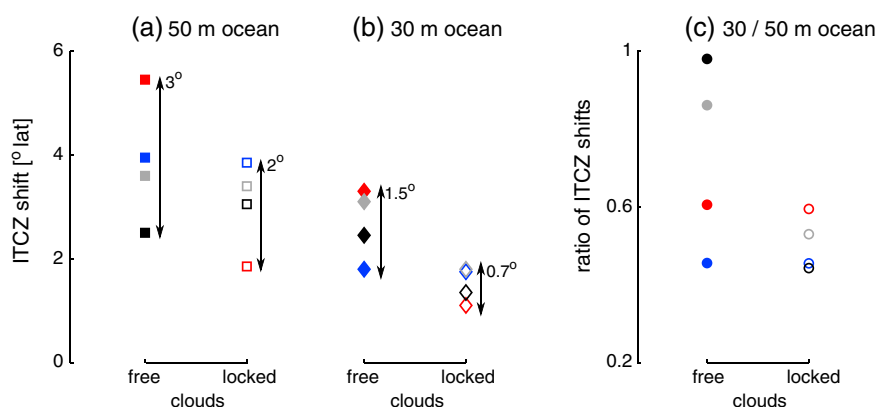 (a) 50 m ocean
(b) 30 m ocean
(c) 30 / 50 m ocean
ITCZ shift [° lat]
6
4
2
0
3°
2°
free
locked
clouds
1.5°
0.7°
free
locked
clouds
ratio of ITCZ shifts
1
0.6
0.2
free
locked
clouds